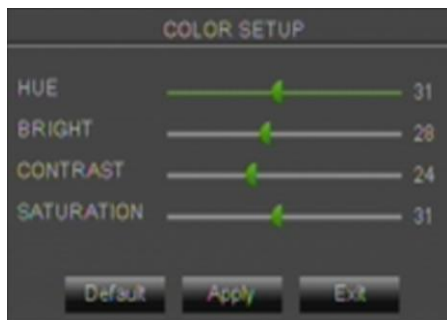 COLOR SETUP
HUE 31
BRIGHT 28
CONTRAST 24
SATURATION 31
Default Apply Exit